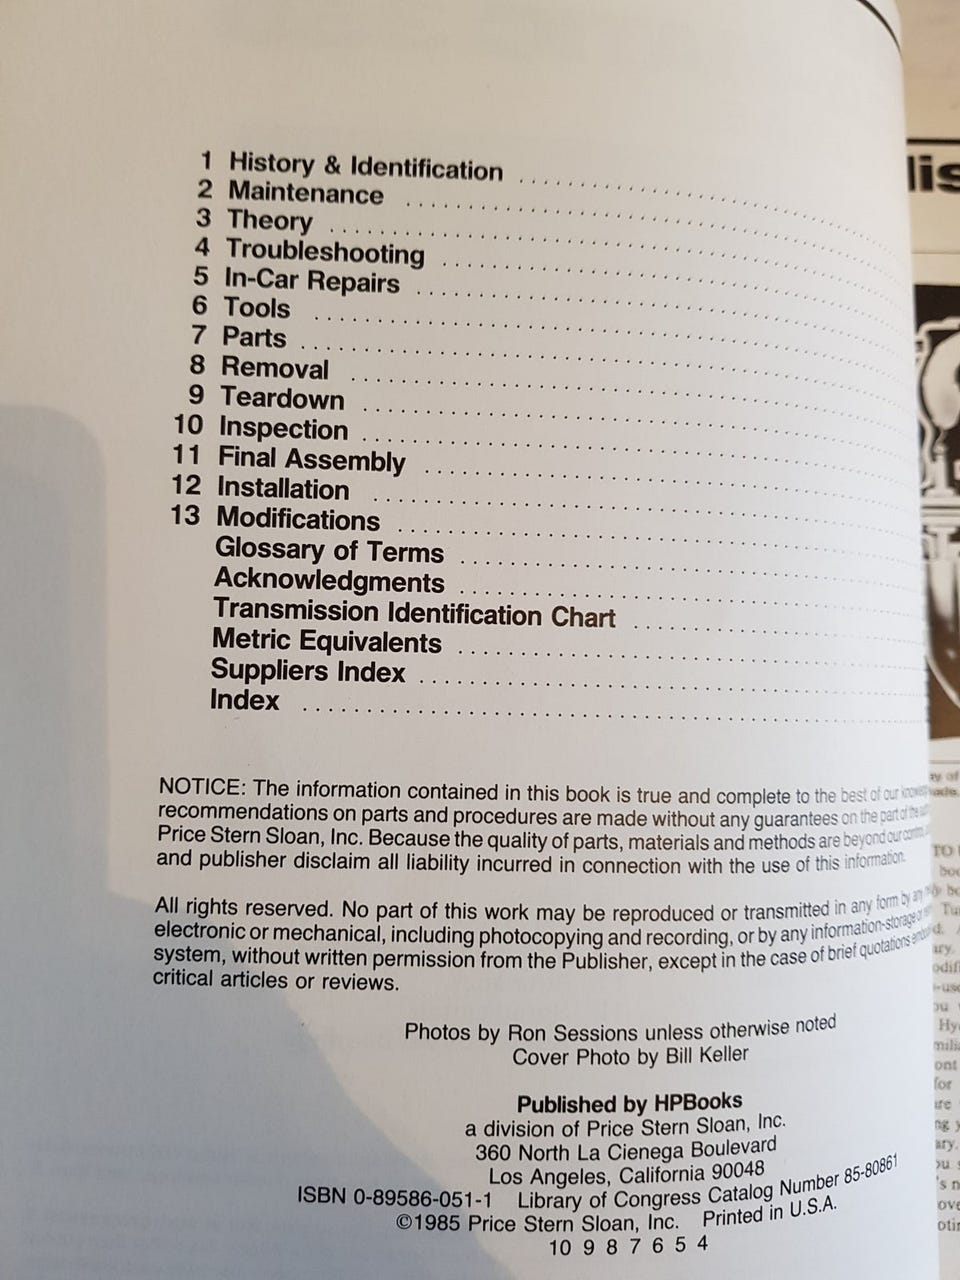 1 History & Identification
2 Maintenance
3 Theory
4 Troubleshooting
5 In-Car Repairs
6 Tools
7 Parts
8 Removal
9 Teardown
10 Inspection
11 Final Assembly
12 Installation
13 Modifications
Glossary of Terms
Acknowledgments
Transmission Identification Chart
Metric Equivalents
Suppliers Index
Index
NOTICE: The information contained in this book is true and complete to the best of our
recommendations on parts and procedures are made without any guarantees on the part of the
Price Stern Sloan, Inc. Because the quality of parts, materials and methods are beyond our control,
and publisher disclaim all liability incurred in connection with the use of this information.
All rights reserved. No part of this work may be reproduced or transmitted in any form by any
electronic or mechanical, including photocopying and recording, or by any information-storage or
system, without written permission from the Publisher, except in the case of brief quotations
critical articles or reviews.
Photos by Ron Sessions unless otherwise noted
Cover Photo by Bill Keller
Published by HPBooks
a division of Price Stern Sloan, Inc.
360 North La Cienega Boulevard
Los Angeles, California 90048
ISBN 0-89586-051-1 Library of Congress Catalog Number 85-80861
©1985 Price Stern Sloan, Inc. Printed in U.S.A.
10 9 8 7 6 5 4